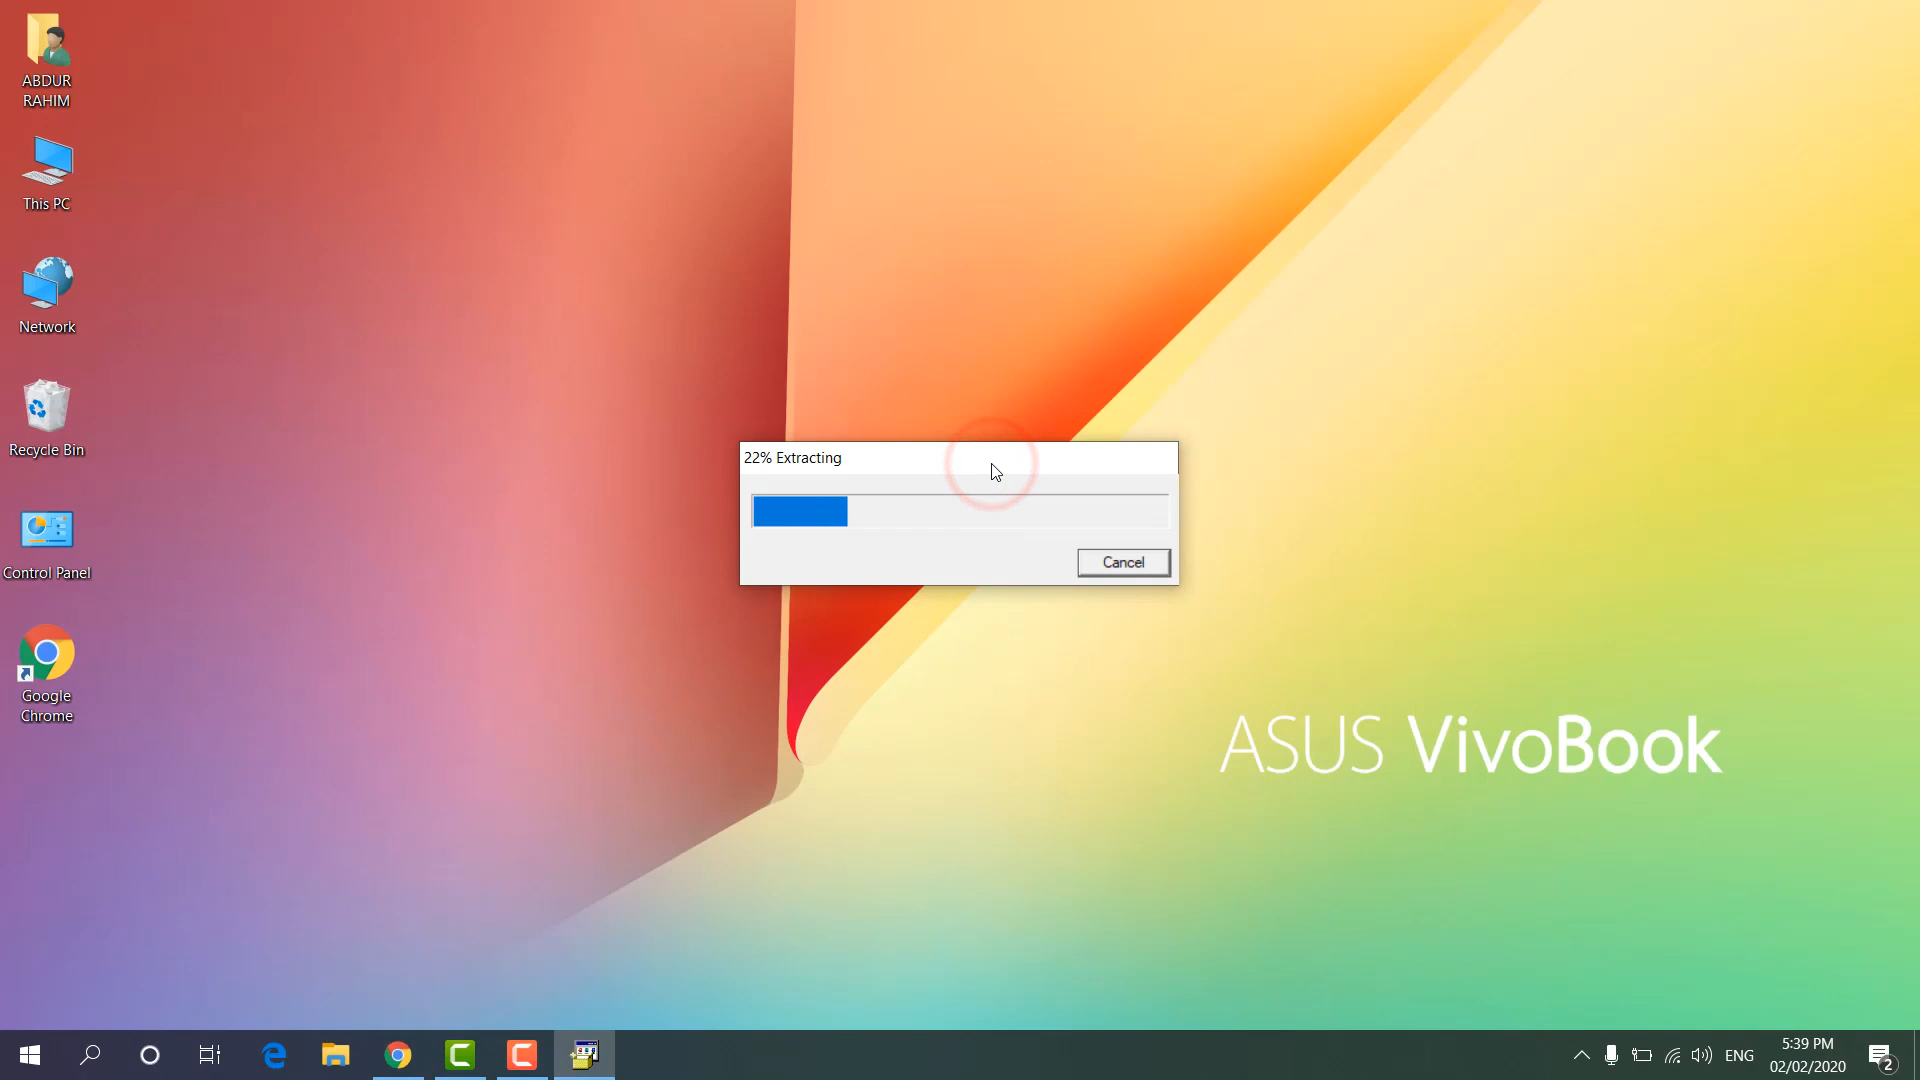 ABDUR
RAHIM
This PC
Network
Recycle Bin
Control Panel
Google
Chrome
22% Extracting
Cancel
ASUS VivoBook
ENG
5:39 PM
02/02/2020
2